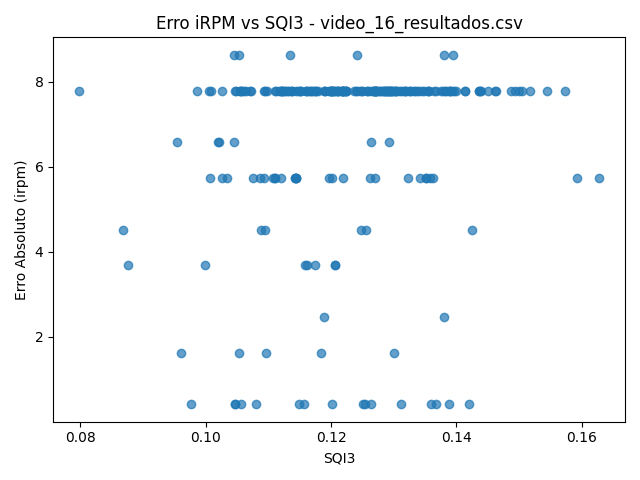 Erro iRPM vs SQI3 - video_16_resultados.csv
Erro Absoluto (irpm)
8
6
4
2
0.08 0.10 0.12 0.14 0.16
SQI3